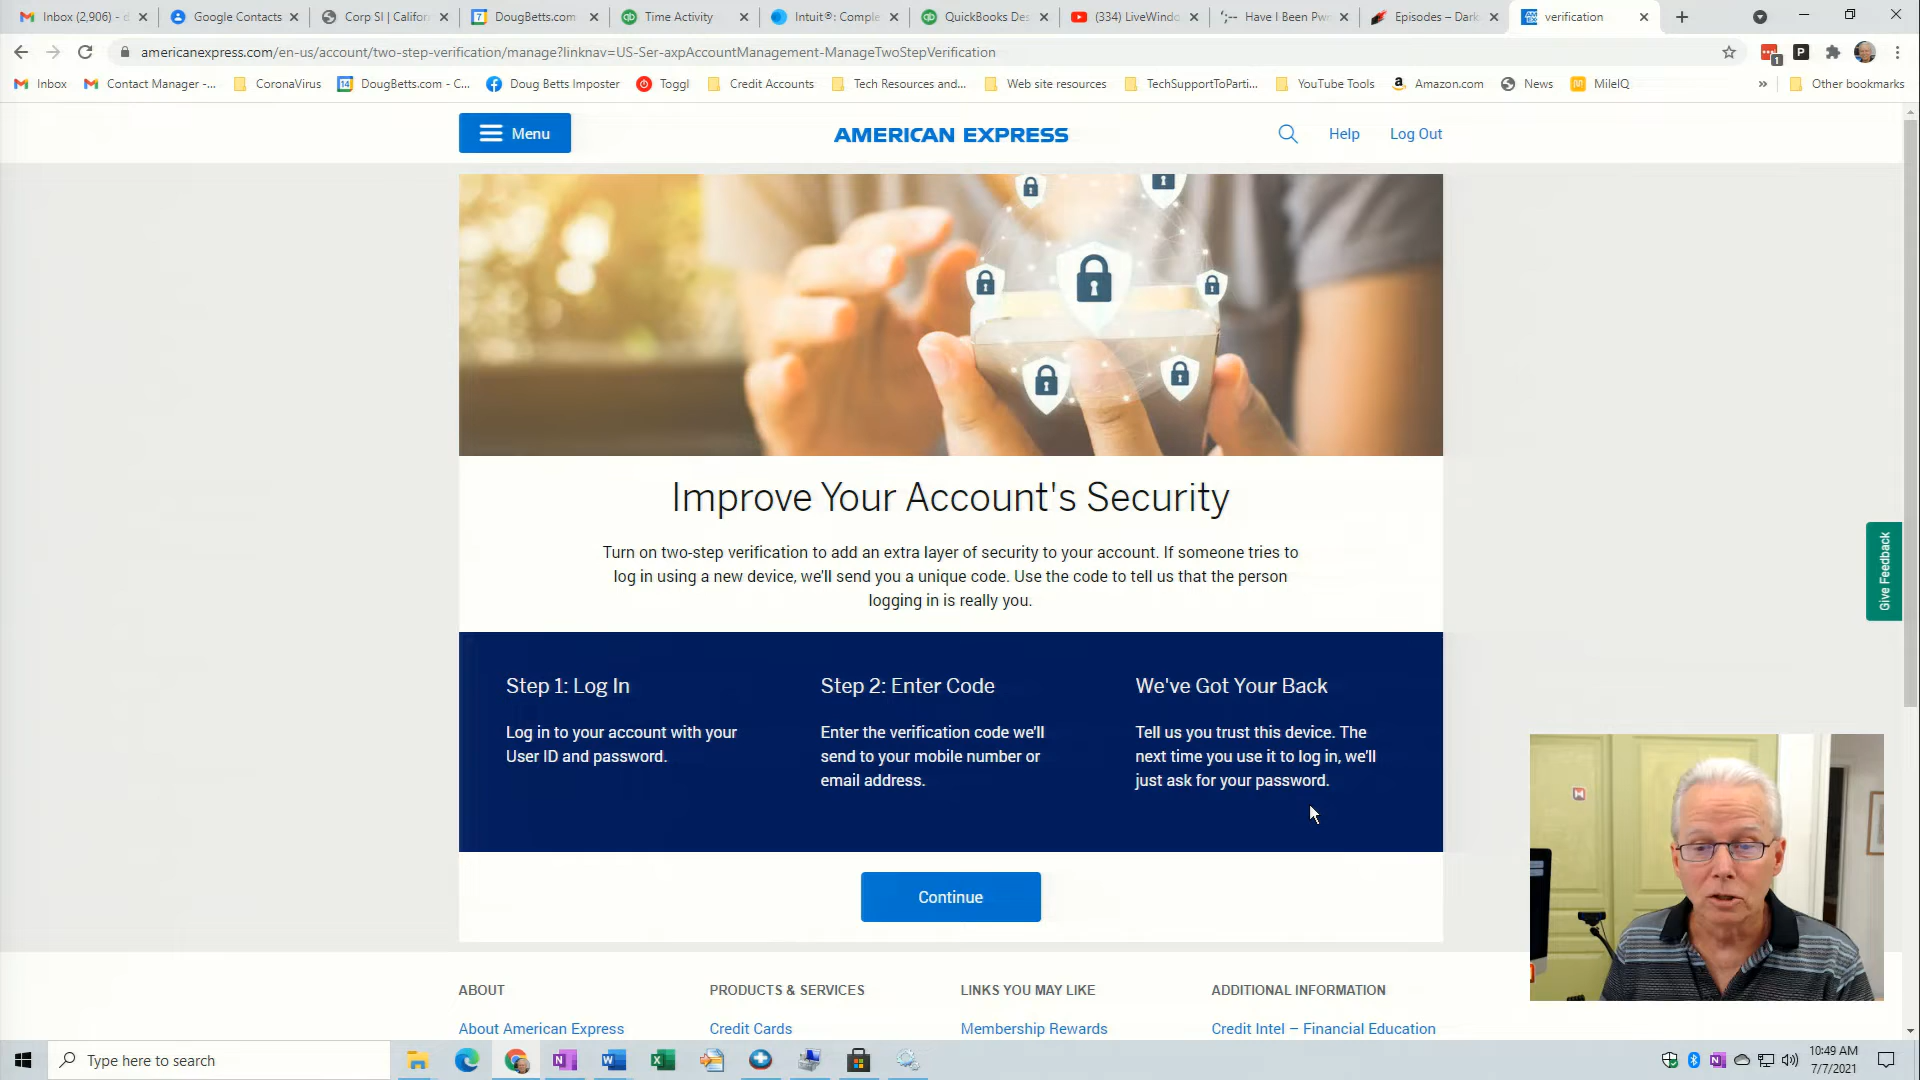 Inbox (2,906) - d
Google Contacts
Corp SI | Califor
DougBetts.com
Time Activity
Intuit®: Comple
QuickBooks Des
(334) LiveWindo
Have I Been Pwn
Episodes – Dark
verification
americanexpress.com/en-us/account/two-step-verification/manage?linknav=US-Ser-axpAccountManagement-ManageTwoStepVerification
Inbox
Contact Manager -...
CoronaVirus
DougBetts.com - C...
Doug Betts Imposter
Toggl
Credit Accounts
Tech Resources and...
Web site resources
TechSupportToParti...
YouTube Tools
Amazon.com
News
MileIQ
»
Other bookmarks
Menu
AMERICAN EXPRESS
Help
Log Out
Improve Your Account's Security
Turn on two-step verification to add an extra layer of security to your account. If someone tries to
log in using a new device, we'll send you a unique code. Use the code to tell us that the person
logging in is really you.
Give Feedback
Step 1: Log In
Log in to your account with your
User ID and password.
Step 2: Enter Code
Enter the verification code we'll
send to your mobile number or
email address.
We've Got Your Back
Tell us you trust this device. The
next time you use it to log in, we'll
just ask for your password.
Continue
ABOUT
PRODUCTS & SERVICES
LINKS YOU MAY LIKE
ADDITIONAL INFORMATION
About American Express
Credit Cards
Membership Rewards
Credit Intel – Financial Education
Type here to search
10:49 AM
7/7/2021